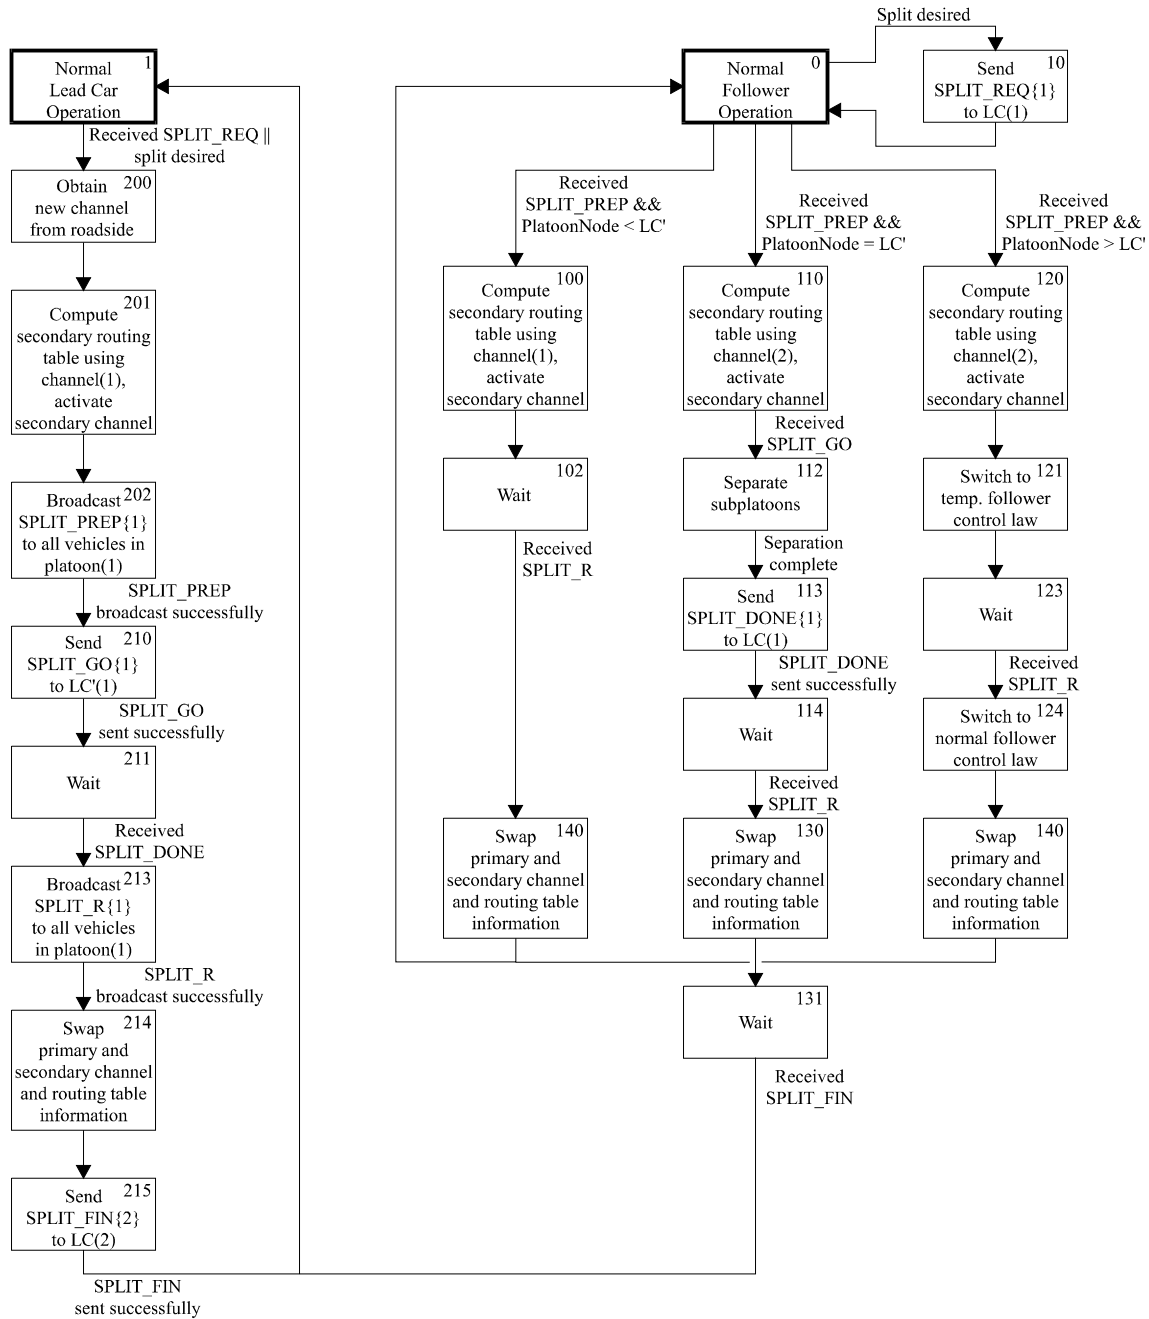 Split desired
1
Normal
Lead Car
Operation
Received SPLIT_REQ ||
split desired
200
Obtain
new channel
from roadside
201
Compute
secondary routing
table using
channel(1),
activate
secondary channel
202
Broadcast
SPLIT_PREP{1}
to all vehicles in
platoon(1)
SPLIT_PREP
broadcast successfully
210
Send
SPLIT_GO{1}
to LC'(1)
SPLIT_GO
sent successfully
211
Wait
Received
SPLIT_DONE
213
Broadcast
SPLIT_R{1}
to all vehicles
in platoon(1)
SPLIT_R
broadcast successfully
214
Swap
primary and
secondary channel
and routing table
information
215
Send
SPLIT_FIN{2}
to LC(2)
SPLIT_FIN
sent successfully
0
Normal
Follower
Operation
10
Send
SPLIT_REQ{1}
to LC(1)
Received
SPLIT_PREP &&
PlatoonNode < LC'
100
Compute
secondary routing
table using
channel(1),
activate
secondary channel
102
Wait
Received
SPLIT_R
140
Swap
primary and
secondary channel
and routing table
information
Received
SPLIT_PREP &&
PlatoonNode = LC'
110
Compute
secondary routing
table using
channel(2),
activate
secondary channel
Received
SPLIT_GO
112
Separate
subplatoons
Separation
complete
113
Send
SPLIT_DONE{1}
to LC(1)
SPLIT_DONE
sent successfully
114
Wait
Received
SPLIT_R
130
Swap
primary and
secondary channel
and routing table
information
131
Wait
Received
SPLIT_FIN
Received
SPLIT_PREP &&
PlatoonNode > LC'
120
Compute
secondary routing
table using
channel(2),
activate
secondary channel
121
Switch to
temp. follower
control law
123
Wait
Received
SPLIT_R
124
Switch to
normal follower
control law
140
Swap
primary and
secondary channel
and routing table
information